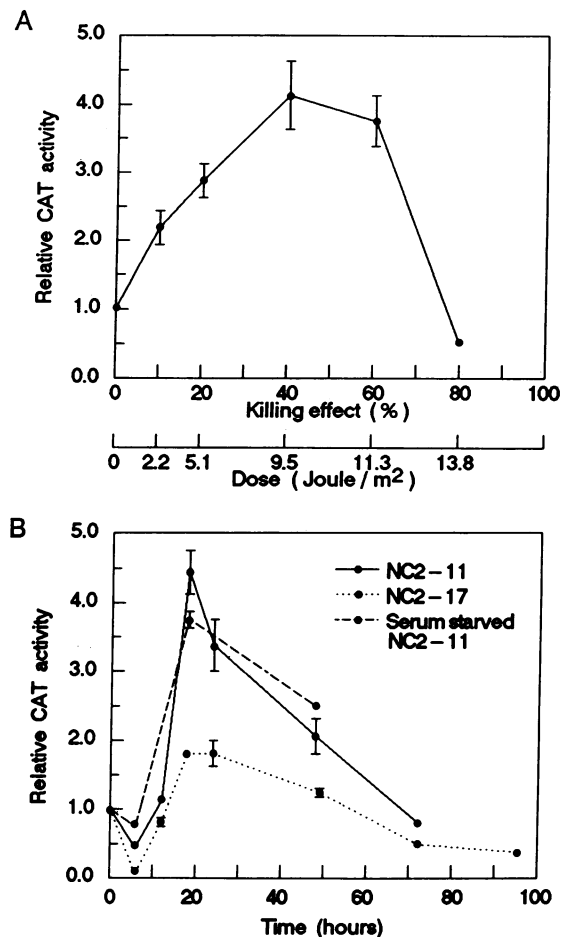 A
5.0
4.0
3.0
2.0
1.0
0.0
Relative CAT activity
0 20 40 60 80 100
Killing effect (%)
0 2.2 5.1 9.5 11.3 13.8
Dose (Joule/m²)
B
5.0
4.0
3.0
2.0
1.0
0.0
Relative CAT activity
NC2-11
NC2-17
Serum starved
NC2-11
0 20 40 60 80 100
Time (hours)